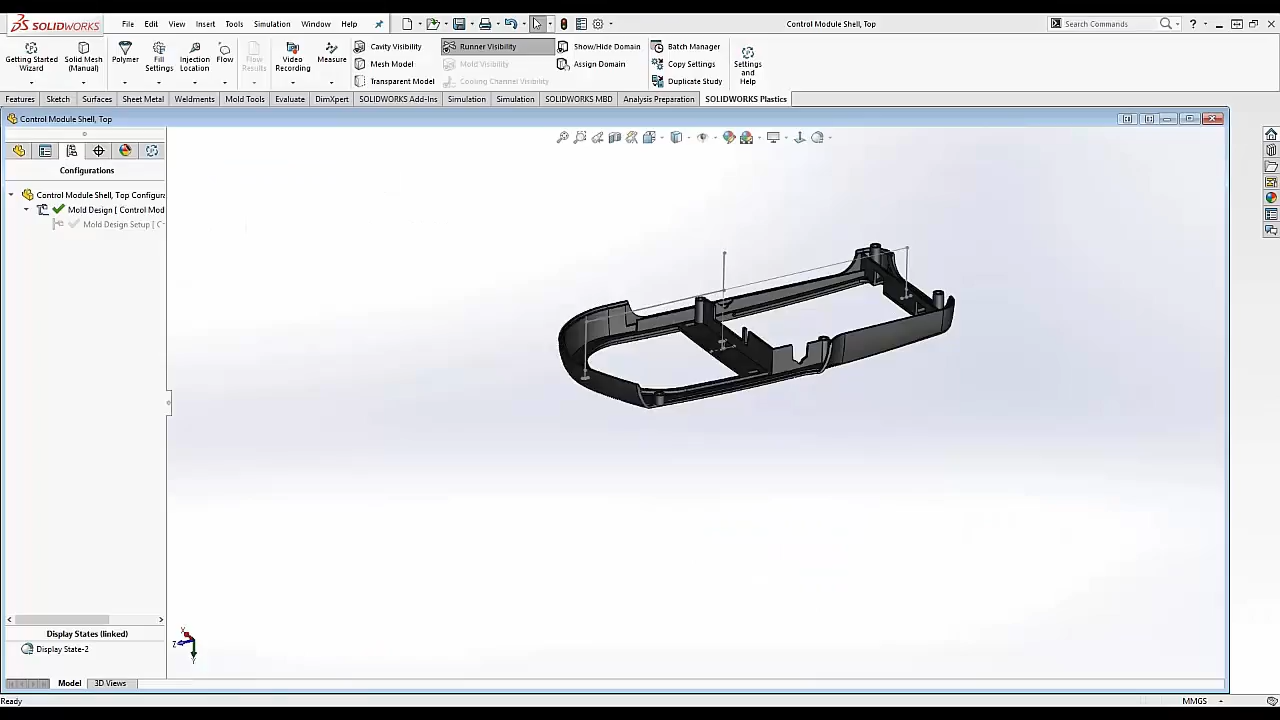 SOLIDWORKS File Edit View Insert Tools Simulation Window Help Control Module Shell, Top Search Commands
Getting Started Wizard
Solid Mesh (Manual)
Polymer
Fill Settings
Injection Location
Flow
Flow Results
Video Recording
Measure
Cavity Visibility
Mesh Model
Transparent Model
Runner Visibility
Mold Visibility
Cooling Channel Visibility
Show/Hide Domain
Assign Domain
Batch Manager
Copy Settings
Duplicate Study
Settings and Help
Features Sketch Surfaces Sheet Metal Weldments Mold Tools Evaluate DimXpert SOLIDWORKS Add-Ins Simulation Simulation SOLIDWORKS MBD Analysis Preparation SOLIDWORKS Plastics
Control Module Shell, Top
Configurations
Control Module Shell, Top Configura
Mold Design [ Control Mod
Mold Design Setup [ C
X
Z
Y
Display States (linked)
Display State-2
Model 3D Views
Ready MMGS